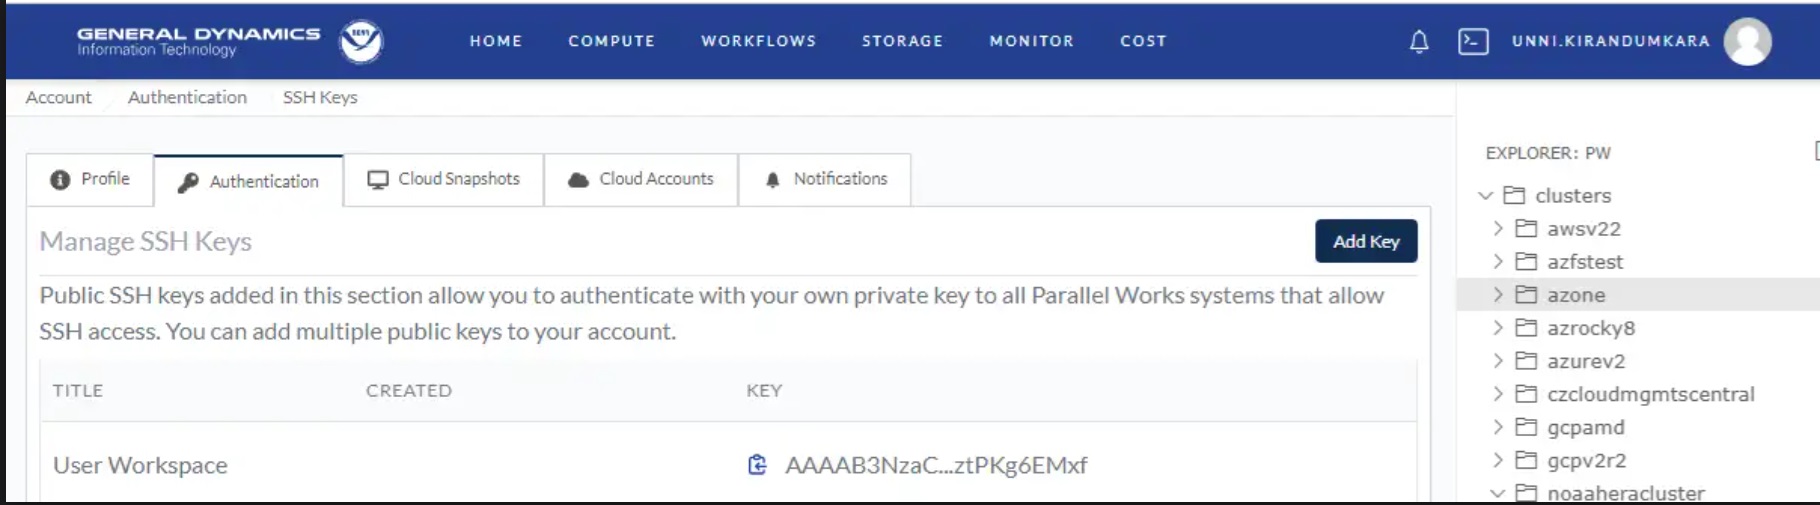 GENERAL DYNAMICS
Information Technology
HOME COMPUTE WORKFLOWS STORAGE MONITOR COST
UNNI.KIRANDUMKARA
Account Authentication SSH Keys
Profile Authentication Cloud Snapshots Cloud Accounts Notifications
Manage SSH Keys
Add Key
Public SSH keys added in this section allow you to authenticate with your own private key to all Parallel Works systems that allow
SSH access. You can add multiple public keys to your account.
TITLE CREATED KEY
User Workspace AAAAB3NzaC...ztPKg6EMxf
EXPLORER: PW
clusters
awsv22
azfstest
azone
azrocky8
azurev2
czcloudmgmtscentral
gcpamd
gcpv2r2
noaaheracluster